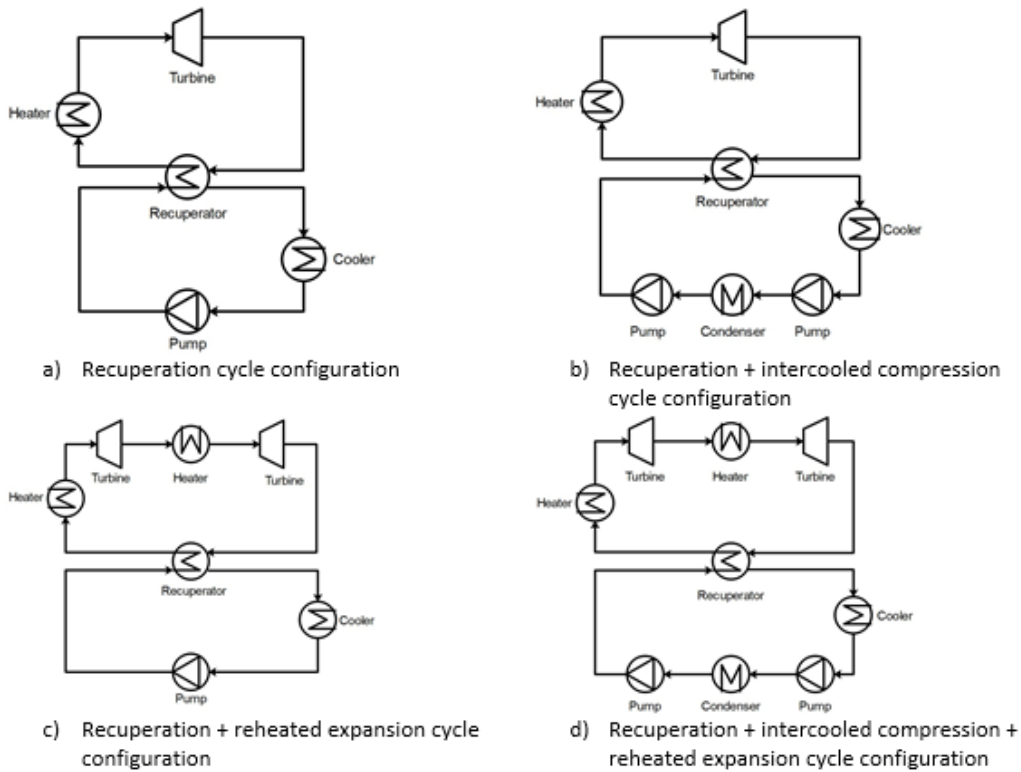 Turbine
Heater
Recuperator
Cooler
Pump
a) Recuperation cycle configuration
Turbine
Heater
Recuperator
Cooler
Pump
Condenser
Pump
b) Recuperation + intercooled compression
cycle configuration
Turbine
Heater
Turbine
Heater
Recuperator
Cooler
Pump
c) Recuperation + reheated expansion cycle
configuration
Turbine
Heater
Turbine
Heater
Recuperator
Cooler
Pump
Condenser
Pump
d) Recuperation + intercooled compression +
reheated expansion cycle configuration